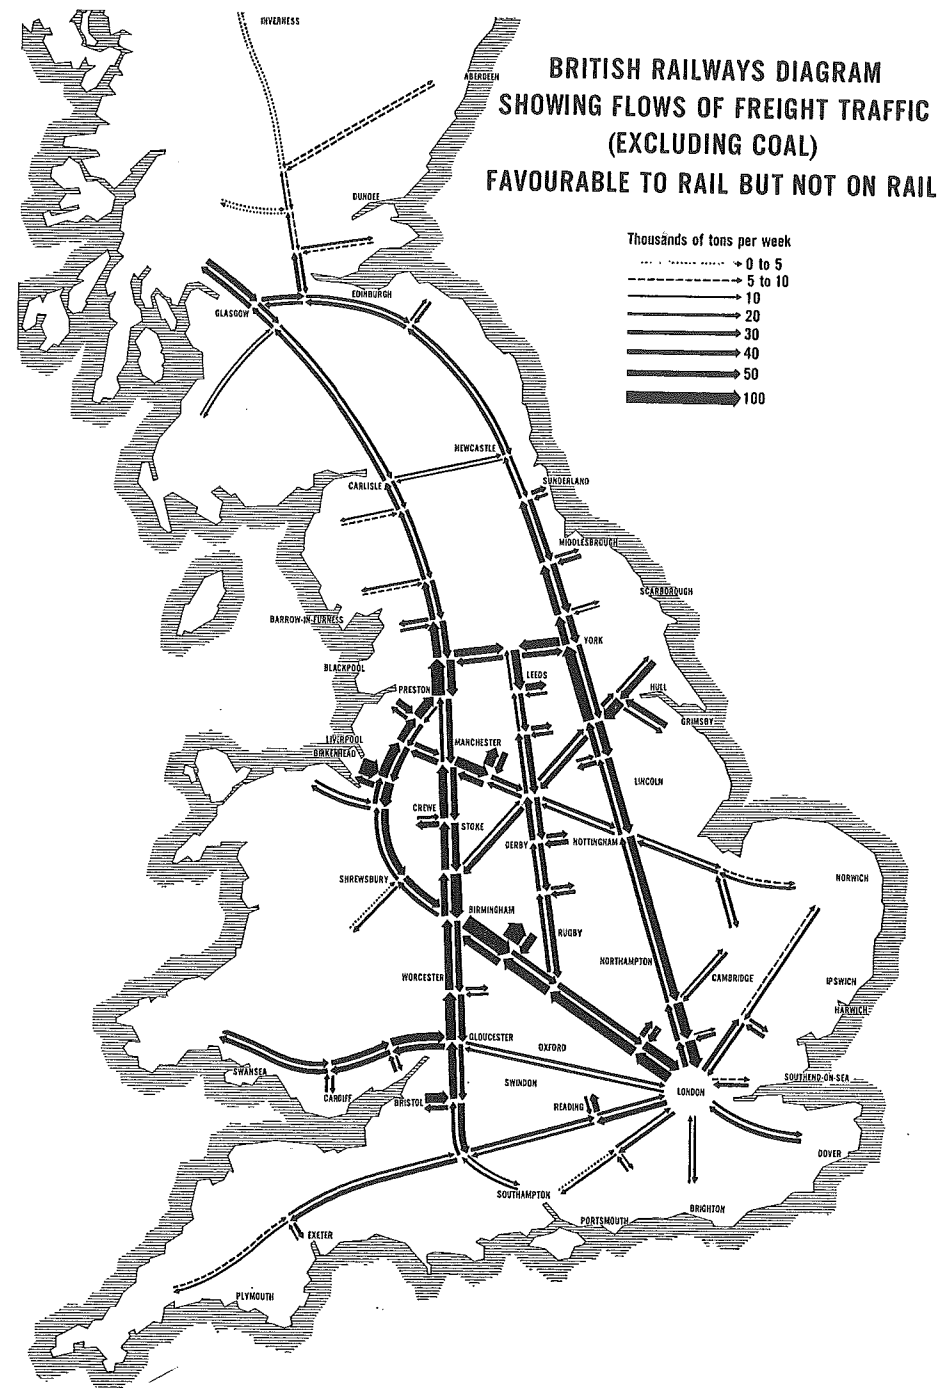 INVERNESS
BRITISH RAILWAYS DIAGRAM
ABERDEEN
SHOWING FLOWS OF FREIGHT TRAFFIC
(EXCLUDING COAL)
FAVOURABLE TO RAIL BUT NOT ON RAIL
DUNDEE
Thousands of tons per week
0 to 5
5 to 10
10
20
30
40
50
100
EDINBURGH
GLASGOW
NEWCASTLE
CARLISLE
SUNDERLAND
MIDDLESBROUGH
SCARBOROUGH
BARROW-IN-FURNESS
YORK
BLACKPOOL
LEEDS
PRESTON
HULL
GRIMSBY
LIVERPOOL
BIRKENHEAD
MANCHESTER
LINCOLN
CREWE
STOKE
DERBY
NOTTINGHAM
SHREWSBURY
NORWICH
BIRMINGHAM
RUGBY
NORTHAMPTON
WORCESTER
CAMBRIDGE
IPSWICH
HARWICH
GLOUCESTER
OXFORD
SWANSEA
SWINDON
SOUTHEND-ON-SEA
LONDON
CARDIFF
BRISTOL
READING
DOVER
SOUTHAMPTON
BRIGHTON
PORTSMOUTH
EXETER
PLYMOUTH